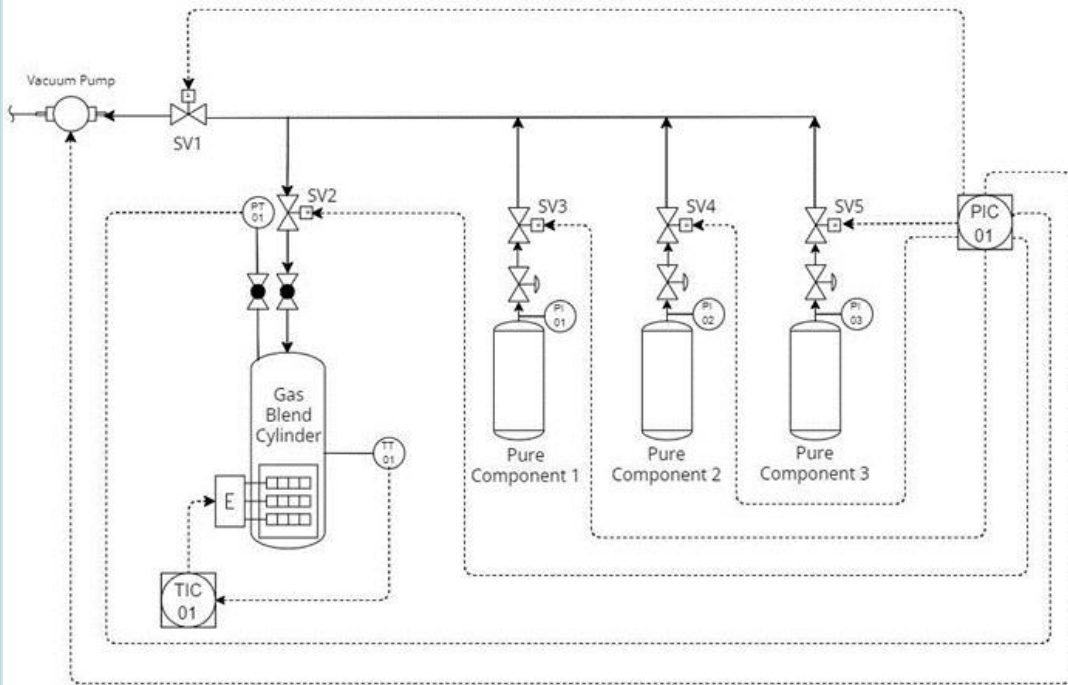 Vacuum Pump
SV1
SV2
SV3
SV4
SV5
PT
01
PIC
01
PI
01
PI
02
PI
03
Gas
Blend
Cylinder
TT
01
Pure
Component 1
Pure
Component 2
Pure
Component 3
E
TIC
01